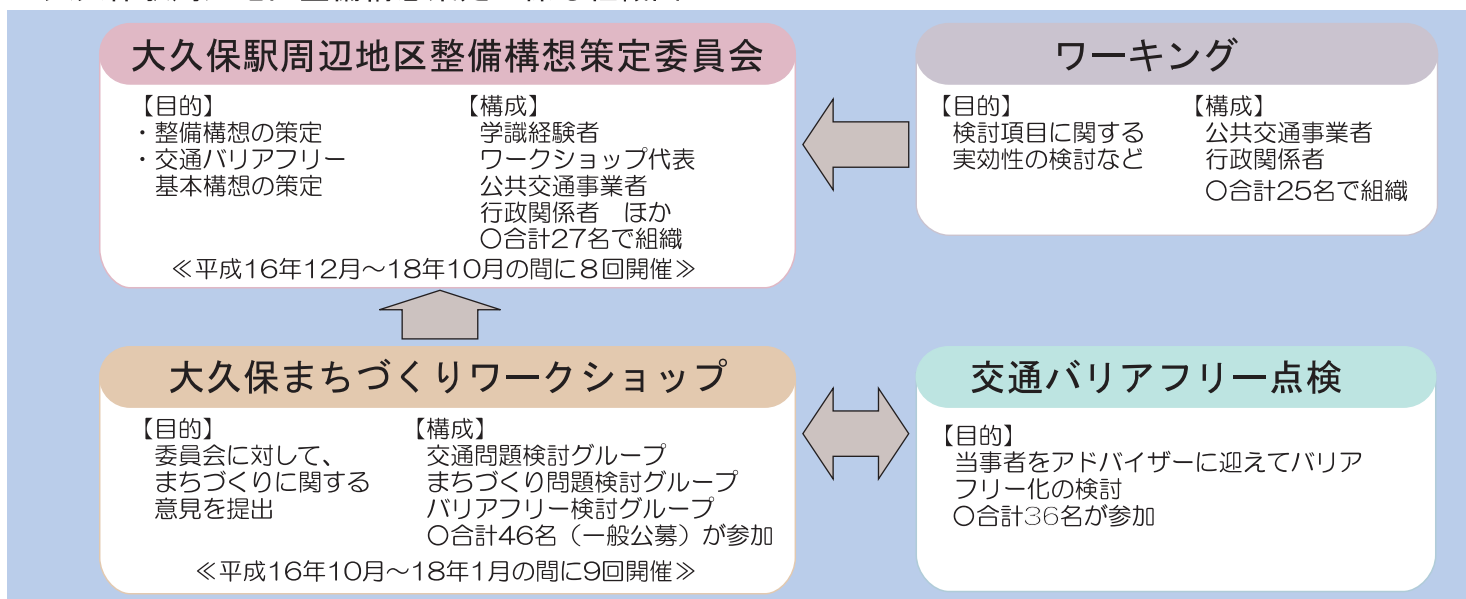 大久保駅周辺地区整備構想策定委員会
【目的】
・整備構想の策定
・交通バリアフリー
基本構想の策定
【構成】
学識経験者
ワークショップ代表
公共交通事業者
行政関係者　ほか
〇合計27名で組織
≪平成16年12月～18年10月の間に８回開催≫
ワーキング
【目的】
検討項目に関する
実効性の検討など
【構成】
公共交通事業者
行政関係者
〇合計25名で組織
大久保まちづくりワークショップ
【目的】
委員会に対して、
まちづくりに関する
意見を提出
【構成】
交通問題検討グループ
まちづくり問題検討グループ
バリアフリー検討グループ
〇合計46名（一般公募）が参加
≪平成16年10月～18年1月の間に9回開催≫
交通バリアフリー点検
【目的】
当事者をアドバイザーに迎えてバリア
フリー化の検討
〇合計36名が参加